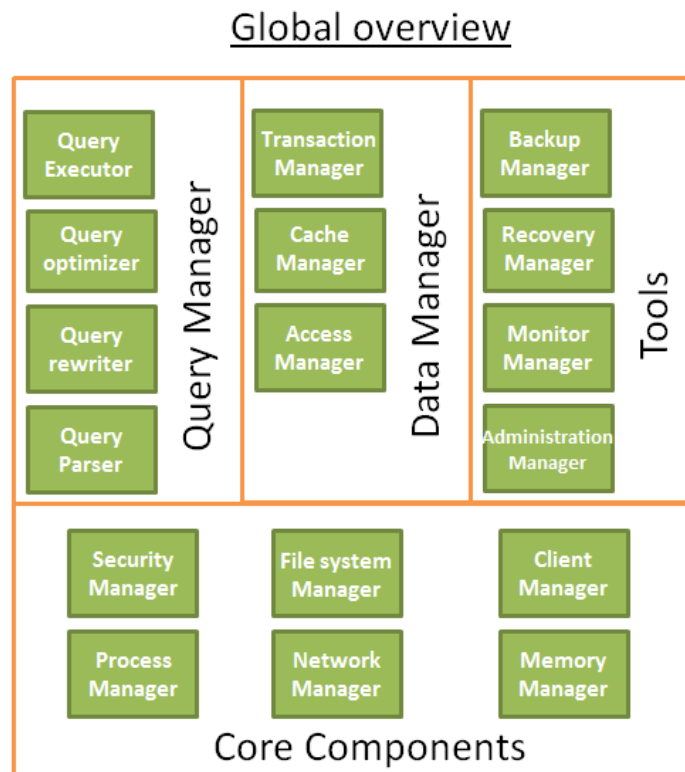 Global overview
Query
Executor
Query
optimizer
Query
rewriter
Query
Parser
Query Manager
Transaction
Manager
Cache
Manager
Access
Manager
Data Manager
Backup
Manager
Recovery
Manager
Monitor
Manager
Administration
Manager
Tools
Security
Manager
File system
Manager
Client
Manager
Process
Manager
Network
Manager
Memory
Manager
Core Components